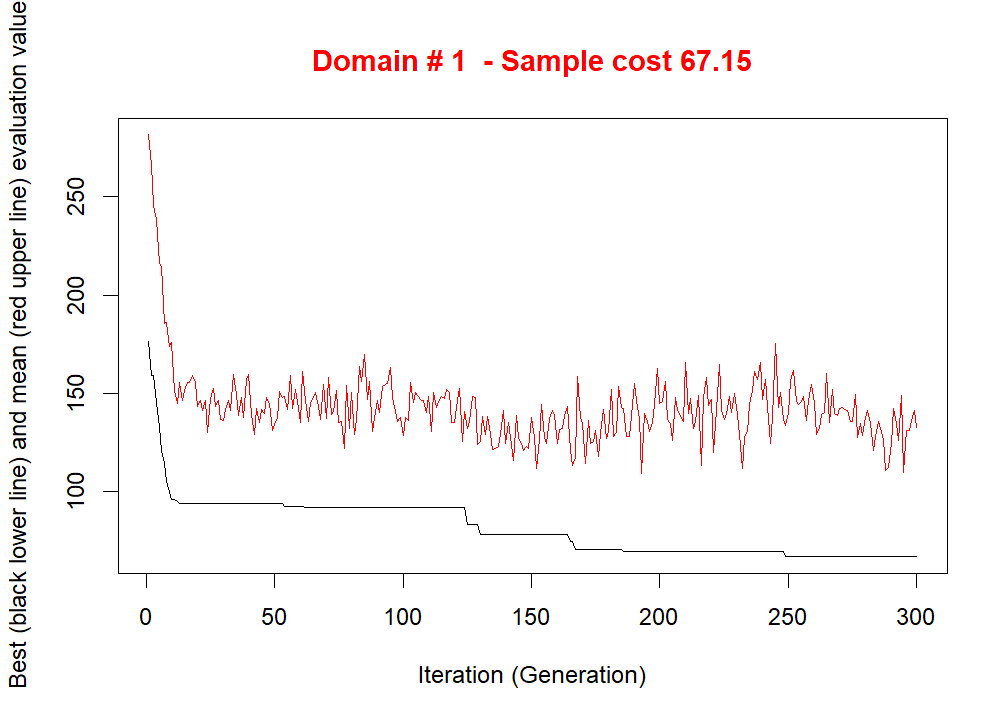 Domain # 1  - Sample cost 67.15
Best (black lower line) and mean (red upper line) evaluation value
250
200
150
100
0 50 100 150 200 250 300
Iteration (Generation)